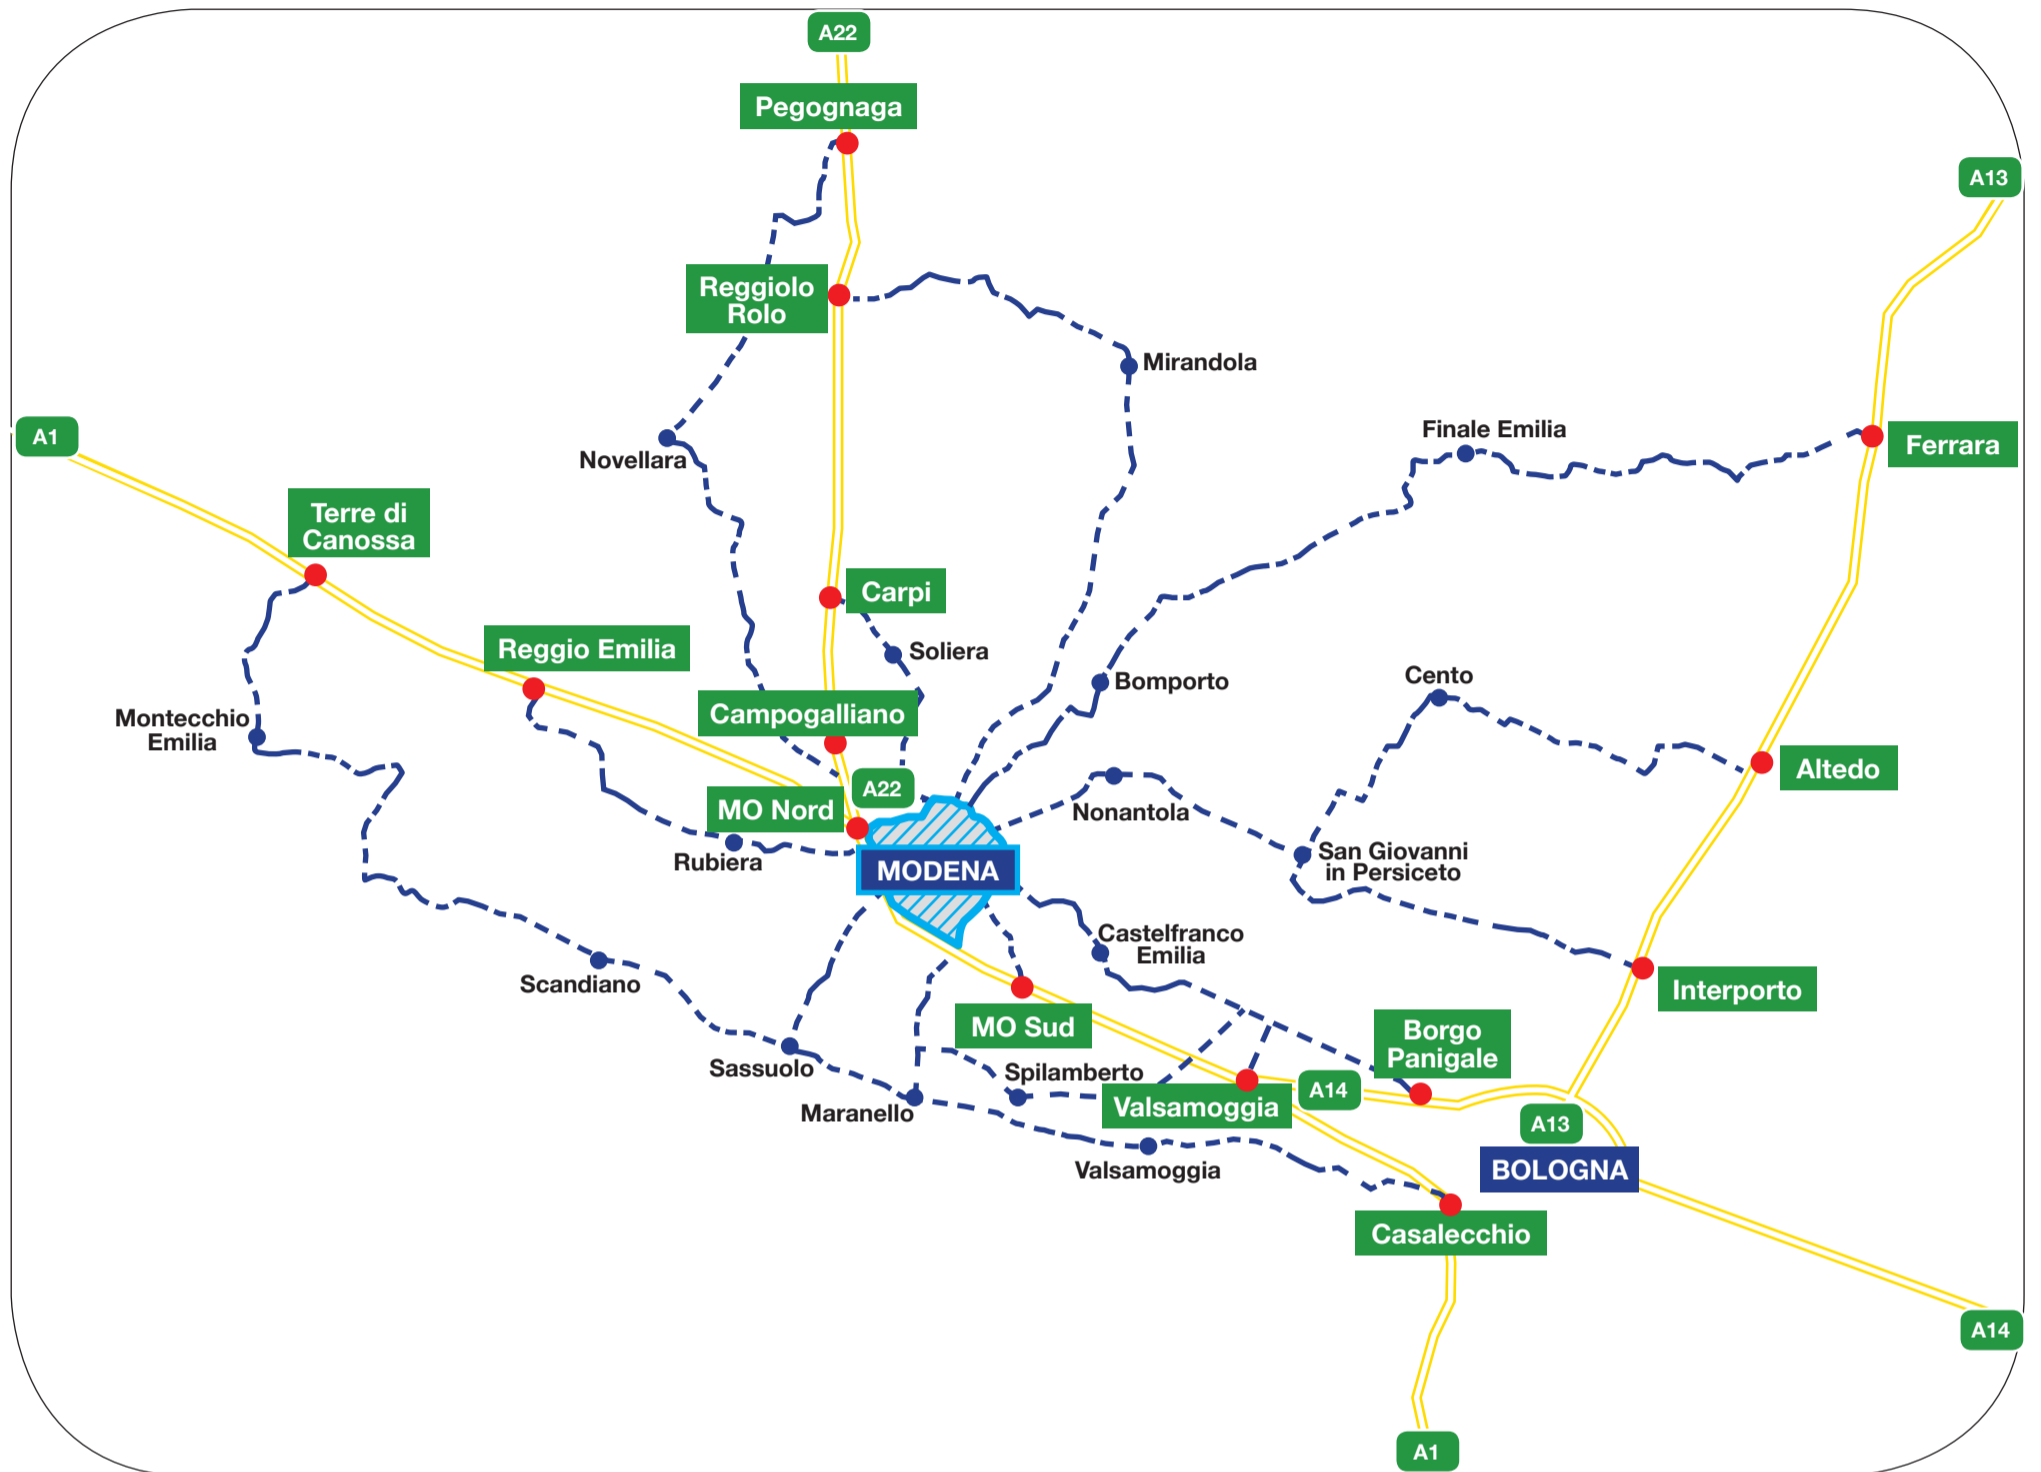 A22
Pegognaga
A13
Reggiolo
Rolo
Mirandola
A1
Finale Emilia
Ferrara
Novellara
Terre di
Canossa
Carpi
Soliera
Reggio Emilia
Bomporto
Cento
Campogalliano
Montecchio
Emilia
Altedo
A22
MO Nord
Nonantola
Rubiera
MODENA
San Giovanni
in Persiceto
Castelfranco
Emilia
Scandiano
Interporto
MO Sud
Borgo
Panigale
Sassuolo
Spilamberto
A14
Maranello
Valsamoggia
A13
Valsamoggia
BOLOGNA
Casalecchio
A14
A1